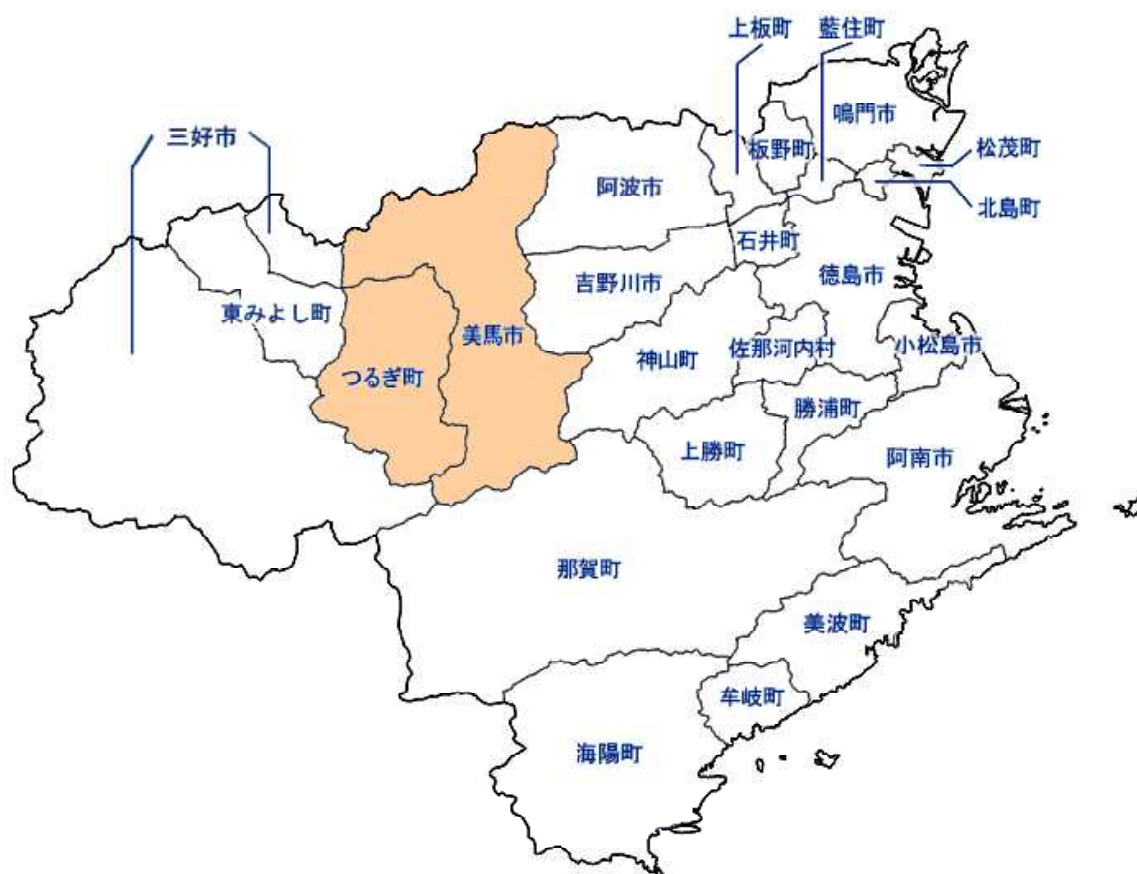 上板町
藍住町
鳴門市
三好市
板野町
松茂町
阿波市
北島町
石井町
徳島市
吉野川市
東みよし町
美馬市
佐那河内村
小松島市
神山町
つるぎ町
勝浦町
上勝町
阿南市
那賀町
美波町
牟岐町
海陽町